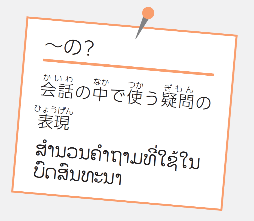 ～の?
会話の中で使う疑問の
表現
ສຳນວນຄຳຖາມທີ່ໃຊ້ໃນ
ບົດສົນທະນາ